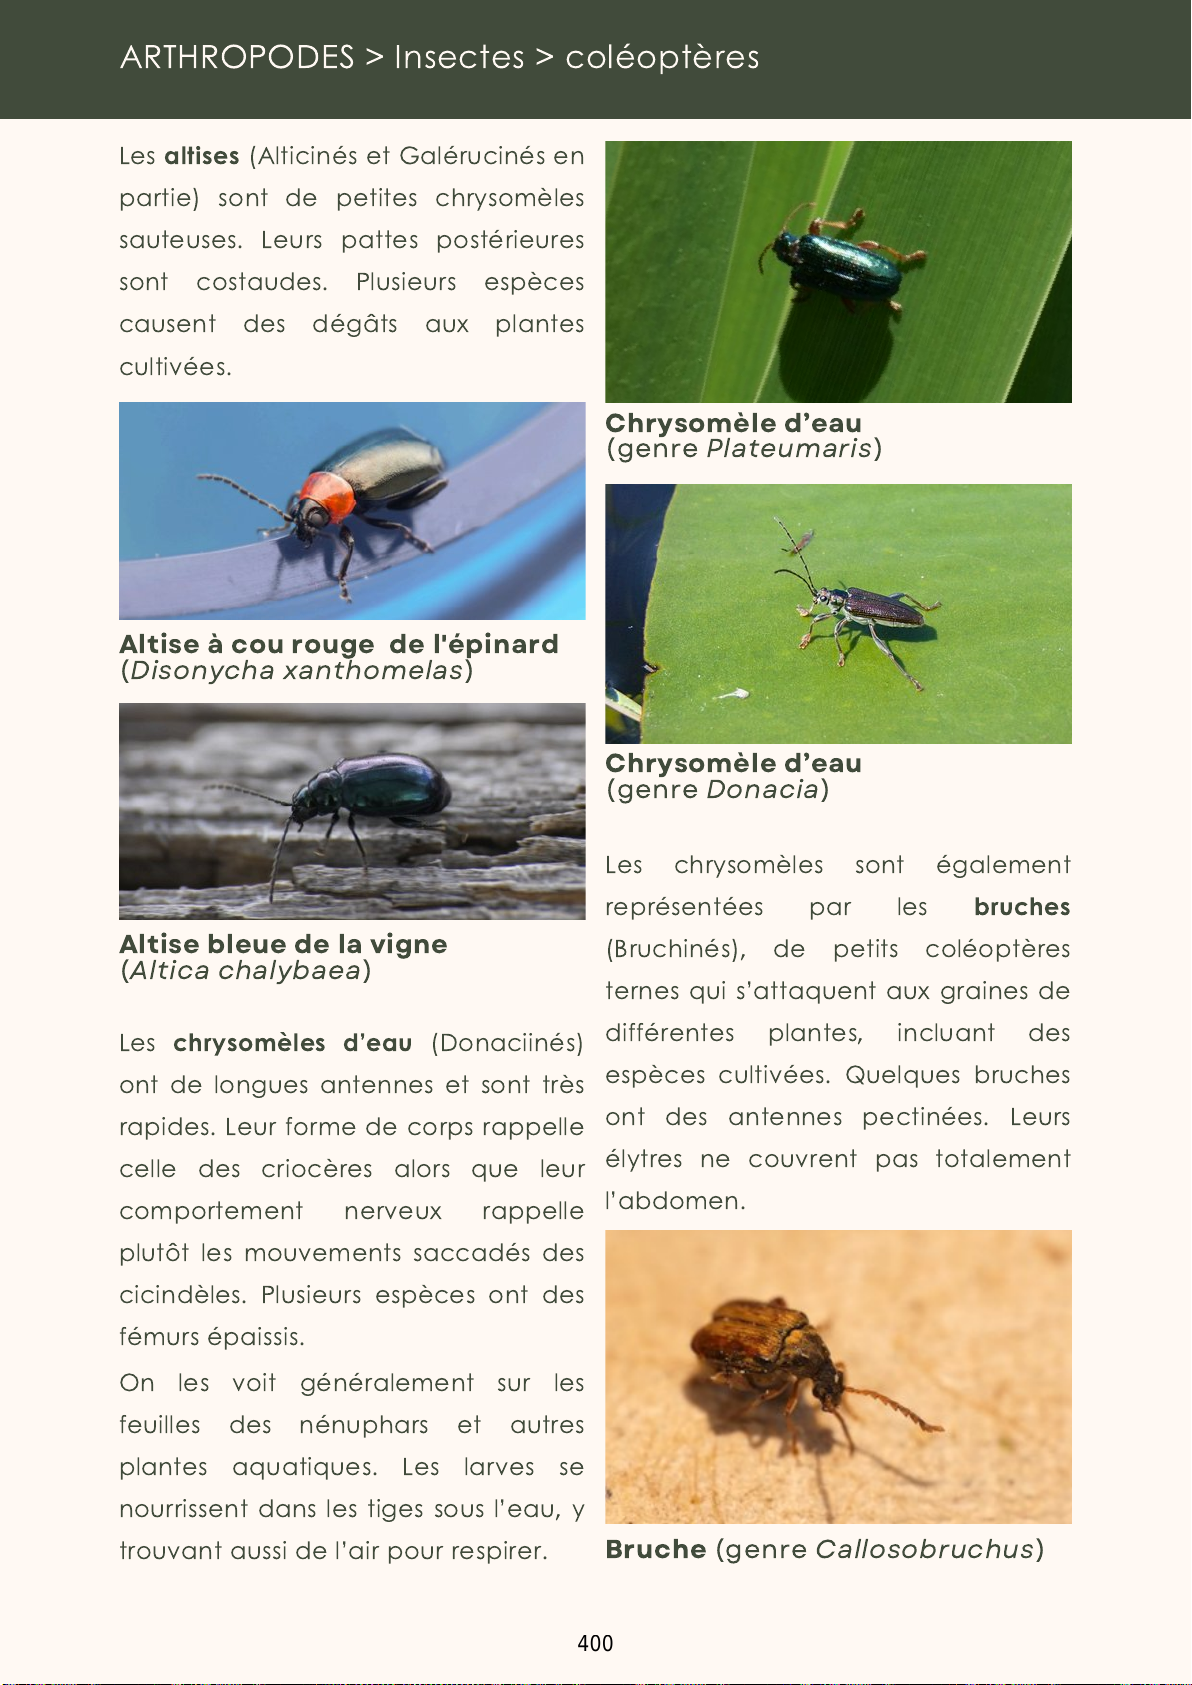 ARTHROPODES > Insectes > coléoptères
Les altises (Alticinés et Galérucinés en
partie) sont de petites chrysomèles
sauteuses. Leurs pattes postérieures
sont costaudes. Plusieurs espèces
causent des dégâts aux plantes
cultivées.
Altise à cou rouge de l'épinard
(Disonycha xanthomelas)
Altise bleue de la vigne
(Altica chalybaea)
Les chrysomèles d'eau (Donaciinés)
ont de longues antennes et sont très
rapides. Leur forme de corps rappelle
celle des criocères alors que leur
comportement nerveux rappelle
plutôt les mouvements saccadés des
cicindèles. Plusieurs espèces ont des
fémurs épaissis.
On les voit généralement sur les
feuilles des nénuphars et autres
plantes aquatiques. Les larves se
nourrissent dans les tiges sous l'eau, y
trouvant aussi de l'air pour respirer.
Chrysomèle d’eau
(genre Plateumaris)
Chrysomèle d’eau
(genre Donacia)
Les chrysomèles sont également
représentées par les bruches
(Bruchinés), de petits coléoptères
ternes qui s’attaquent aux graines de
différentes plantes, incluant des
espèces cultivées. Quelques bruches
ont des antennes pectinées. Leurs
élytres ne couvrent pas totalement
l’abdomen.
Bruche (genre Callosobruchus)
400